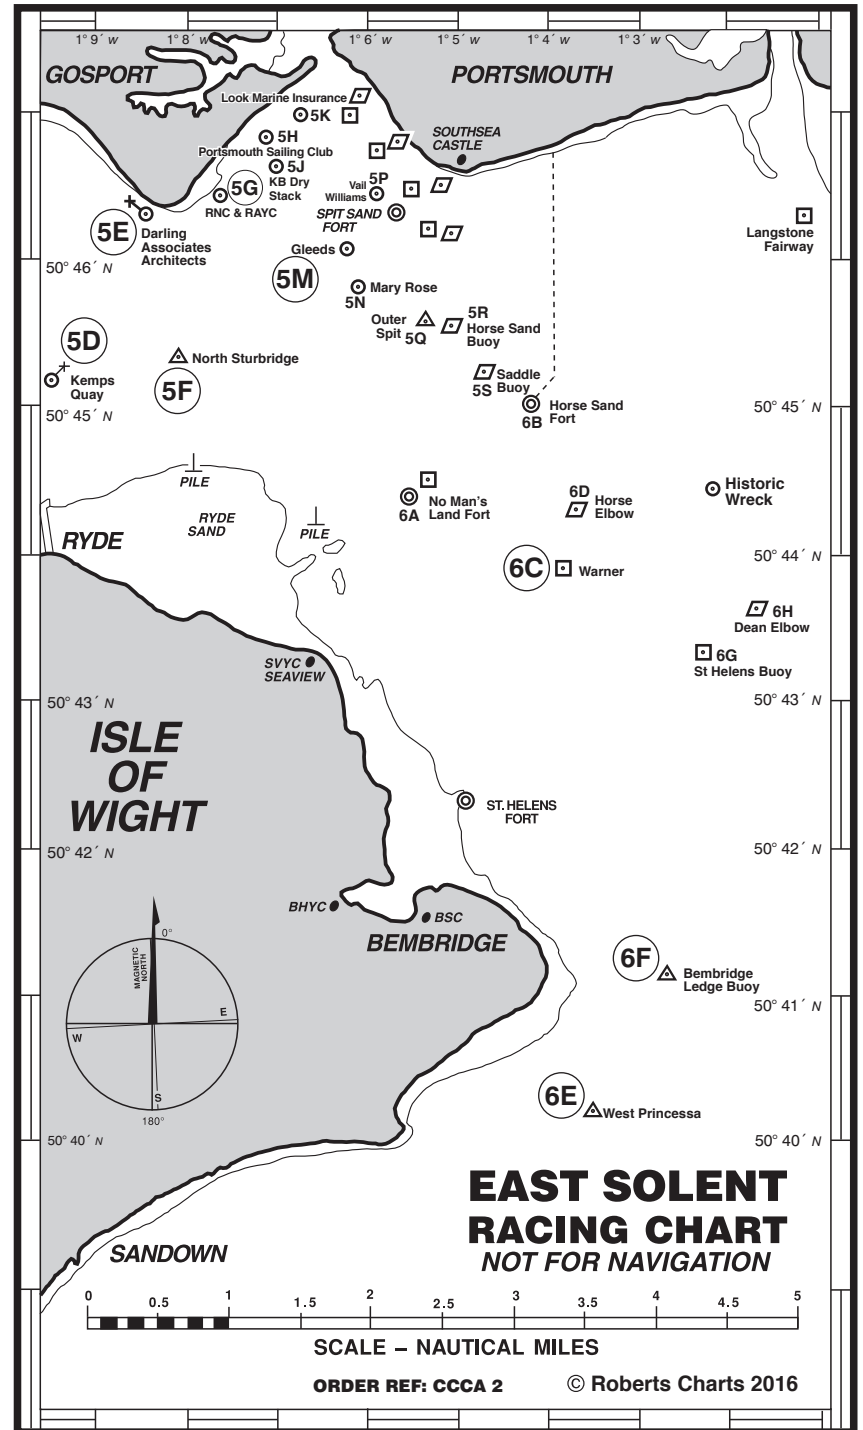 1° 9´ W
1° 8´ W
1° 6´ W
1° 5´ W
1° 4´ W
1° 3´ W
GOSPORT
PORTSMOUTH
Look Marine Insurance
5K
5H
SOUTHSEA
CASTLE
Portsmouth Sailing Club
5J
KB Dry
Stack
5G
RNC & RAYC
5P
Vail
Williams
SPIT SAND
FORT
5E
Darling
Associates
Architects
Langstone
Fairway
Gleeds
50° 46´ N
5M
Mary Rose
5N
Outer
Spit
5Q
5R
Horse Sand
Buoy
5D
North Sturbridge
5F
Kemps
Quay
Saddle
Buoy
5S
50° 45´ N
Horse Sand
Fort
6B
50° 45´ N
PILE
Historic
Wreck
6D
Horse
Elbow
No Man's
Land Fort
6A
RYDE
SAND
PILE
RYDE
50° 44´ N
6C
Warner
6H
Dean Elbow
6G
St Helens Buoy
SVYC
SEAVIEW
50° 43´ N
50° 43´ N
ISLE
OF
WIGHT
ST. HELENS
FORT
50° 42´ N
50° 42´ N
BHYC
BSC
BEMBRIDGE
0°
MAGNETIC
NORTH
E
W
S
180°
6F
Bembridge
Ledge Buoy
50° 41´ N
6E
West Princessa
50° 40´ N
50° 40´ N
EAST SOLENT
RACING CHART
NOT FOR NAVIGATION
SANDOWN
0 0.5 1 1.5 2 2.5 3 3.5 4 4.5 5
SCALE – NAUTICAL MILES
ORDER REF: CCCA 2
© Roberts Charts 2016